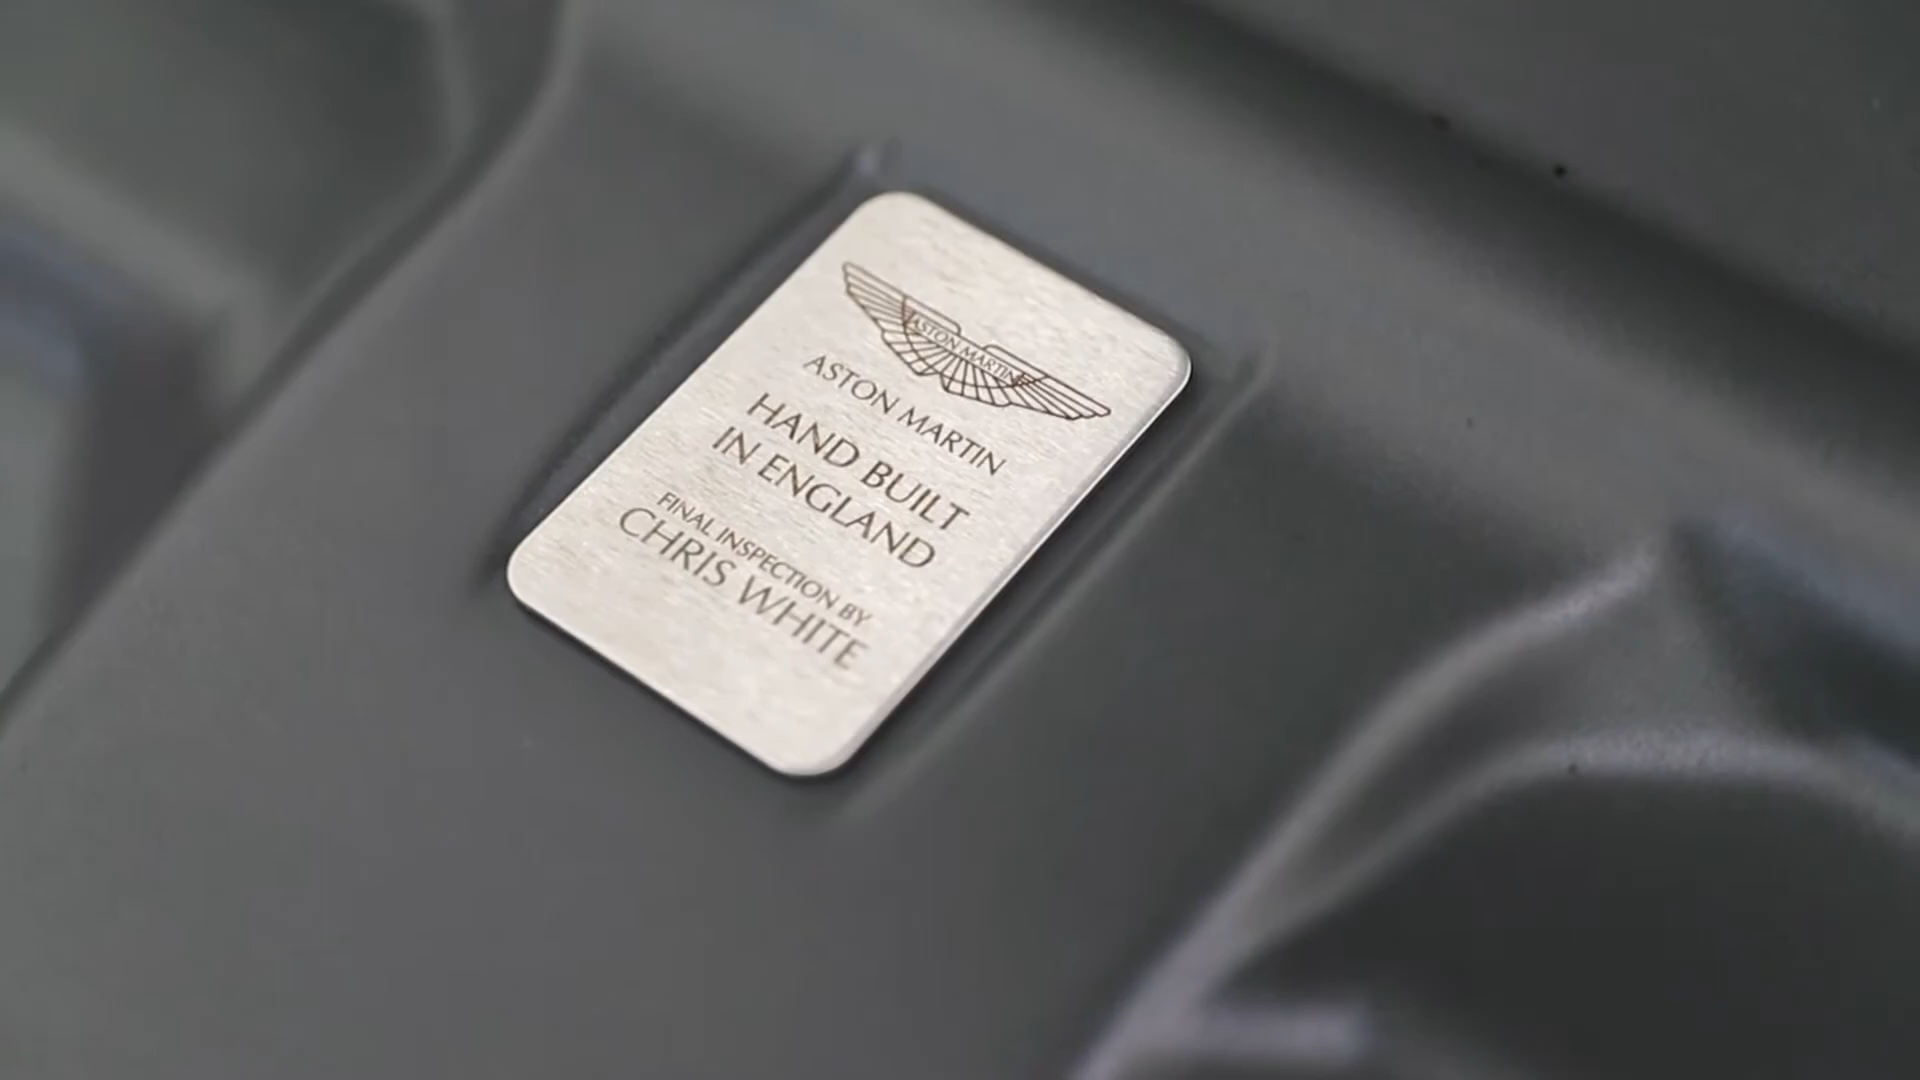 ASTON MARTIN
ASTON MARTIN
HAND BUILT
IN ENGLAND
FINAL INSPECTION BY
CHRIS WHITE